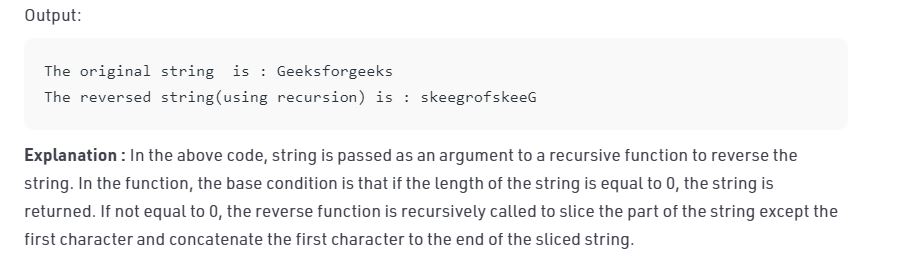 Output:
The original string  is : Geeksforgeeks
The reversed string(using recursion) is : skeegrofskeeG
Explanation : In the above code, string is passed as an argument to a recursive function to reverse the
string. In the function, the base condition is that if the length of the string is equal to 0, the string is
returned. If not equal to 0, the reverse function is recursively called to slice the part of the string except the
first character and concatenate the first character to the end of the sliced string.